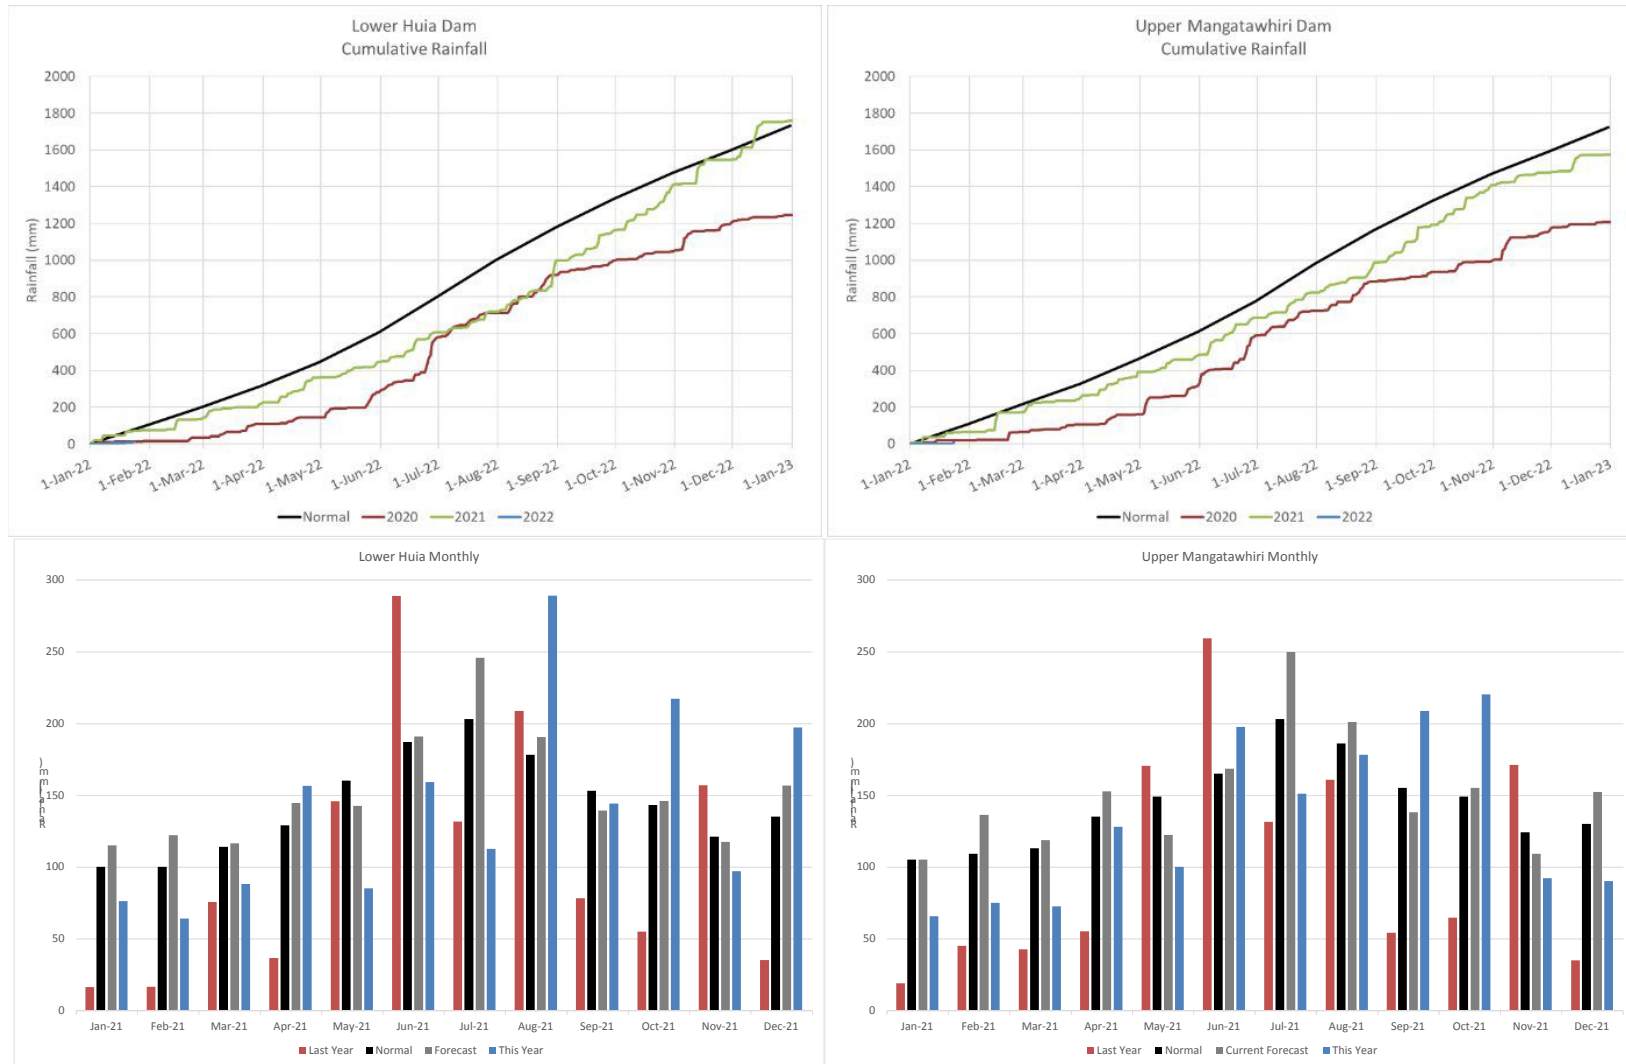 Lower Huia Dam
Cumulative Rainfall
Rainfall (mm)
2000
1800
1600
1400
1200
1000
800
600
400
200
0
1-Jan-22 1-Feb-22 1-Mar-22 1-Apr-22 1-May-22 1-Jun-22 1-Jul-22 1-Aug-22 1-Sep-22 1-Oct-22 1-Nov-22 1-Dec-22 1-Jan-23
Normal 2020 2021 2022
Upper Mangatawhiri Dam
Cumulative Rainfall
Rainfall (mm)
2000
1800
1600
1400
1200
1000
800
600
400
200
0
1-Jan-22 1-Feb-22 1-Mar-22 1-Apr-22 1-May-22 1-Jun-22 1-Jul-22 1-Aug-22 1-Sep-22 1-Oct-22 1-Nov-22 1-Dec-22 1-Jan-23
Normal 2020 2021 2022
Lower Huia Monthly
300
250
200
150
100
50
0
Jan-21 Feb-21 Mar-21 Apr-21 May-21 Jun-21 Jul-21 Aug-21 Sep-21 Oct-21 Nov-21 Dec-21
Last Year Normal Forecast This Year
Upper Mangatawhiri Monthly
300
250
200
150
100
50
0
Jan-21 Feb-21 Mar-21 Apr-21 May-21 Jun-21 Jul-21 Aug-21 Sep-21 Oct-21 Nov-21 Dec-21
Last Year Normal Current Forecast This Year